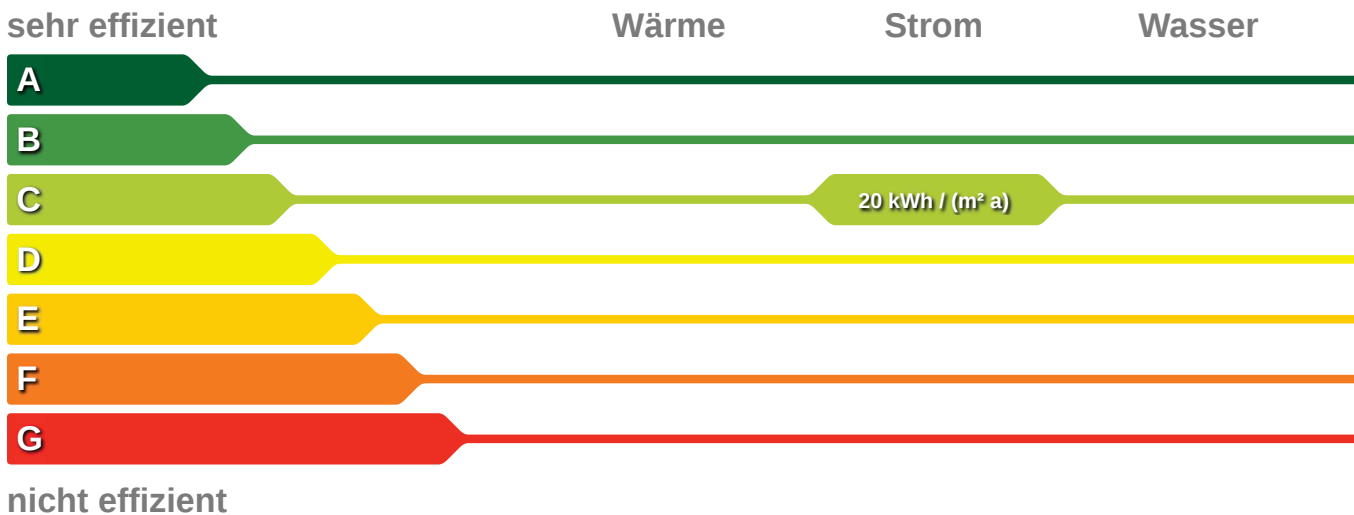 sehr effizient Wärme Strom Wasser
A
B
C 20 kWh / (m² a)
D
E
F
G
nicht effizient